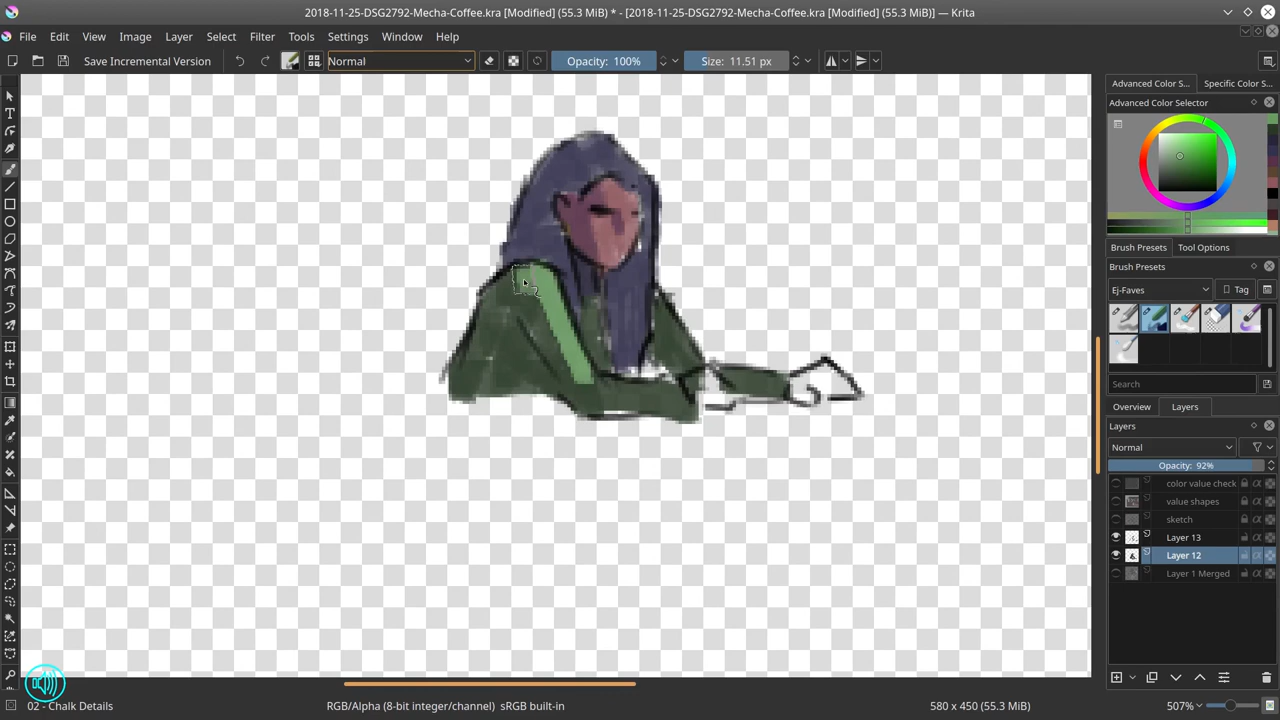 2018-11-25-DSG2792-Mecha-Coffee.kra [Modified] (55.3 MiB) * - [2018-11-25-DSG2792-Mecha-Coffee.kra [Modified] (55.3 MiB)] — Krita
File Edit View Image Layer Select Filter Tools Settings Window Help
Save Incremental Version Normal Opacity: 100% Size: 11.51 px
Advanced Color S... Specific Color S...
Advanced Color Selector
Brush Presets Tool Options
Brush Presets
Ej-Faves Tag
Search
Overview Layers
Layers
Normal
Opacity: 92%
color value check
value shapes
sketch
Layer 13
Layer 12
Layer 1 Merged
02 - Chalk Details RGB/Alpha (8-bit integer/channel) sRGB built-in 580 x 450 (55.3 MiB) 507%